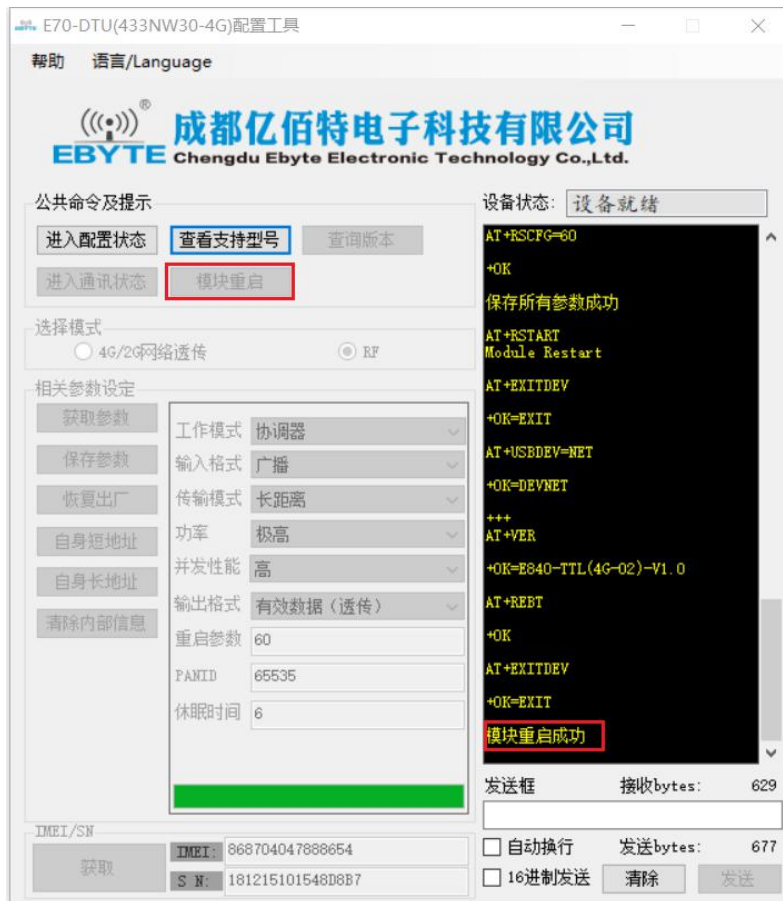 E70-DTU(433NW30-4G)配置工具
帮助 语言/Language
成都亿佰特电子科技有限公司
EBYTE Chengdu Ebyte Electronic Technology Co.,Ltd.
公共命令及提示
进入配置状态 查看支持型号 查询版本
进入通讯状态 模块重启
选择模式
4G/2G网络透传 RF
相关参数设定
获取参数
保存参数
恢复出厂
自身短地址
自身长地址
清除内部信息
工作模式 协调器
输入格式 广播
传输模式 长距离
功率 极高
并发性能 高
输出格式 有效数据（透传）
重启参数 60
PANID 65535
休眠时间 6
IMEI/SN
获取
IMEI: 868704047888654
S N: 181215101548D8B7
设备状态: 设备就绪
AT+RSCFG=60
+OK
保存所有参数成功
AT+RSTART
Module Restart
AT+EXITDEV
+OK=EXIT
AT+USBDEV=NET
+OK=DEVNET
+++
AT+VER
+OK=E840-TTL(4G-02)-V1.0
AT+REBT
+OK
AT+EXITDEV
+OK=EXIT
模块重启成功
发送框 接收bytes: 629
自动换行 发送bytes: 677
16进制发送 清除 发送